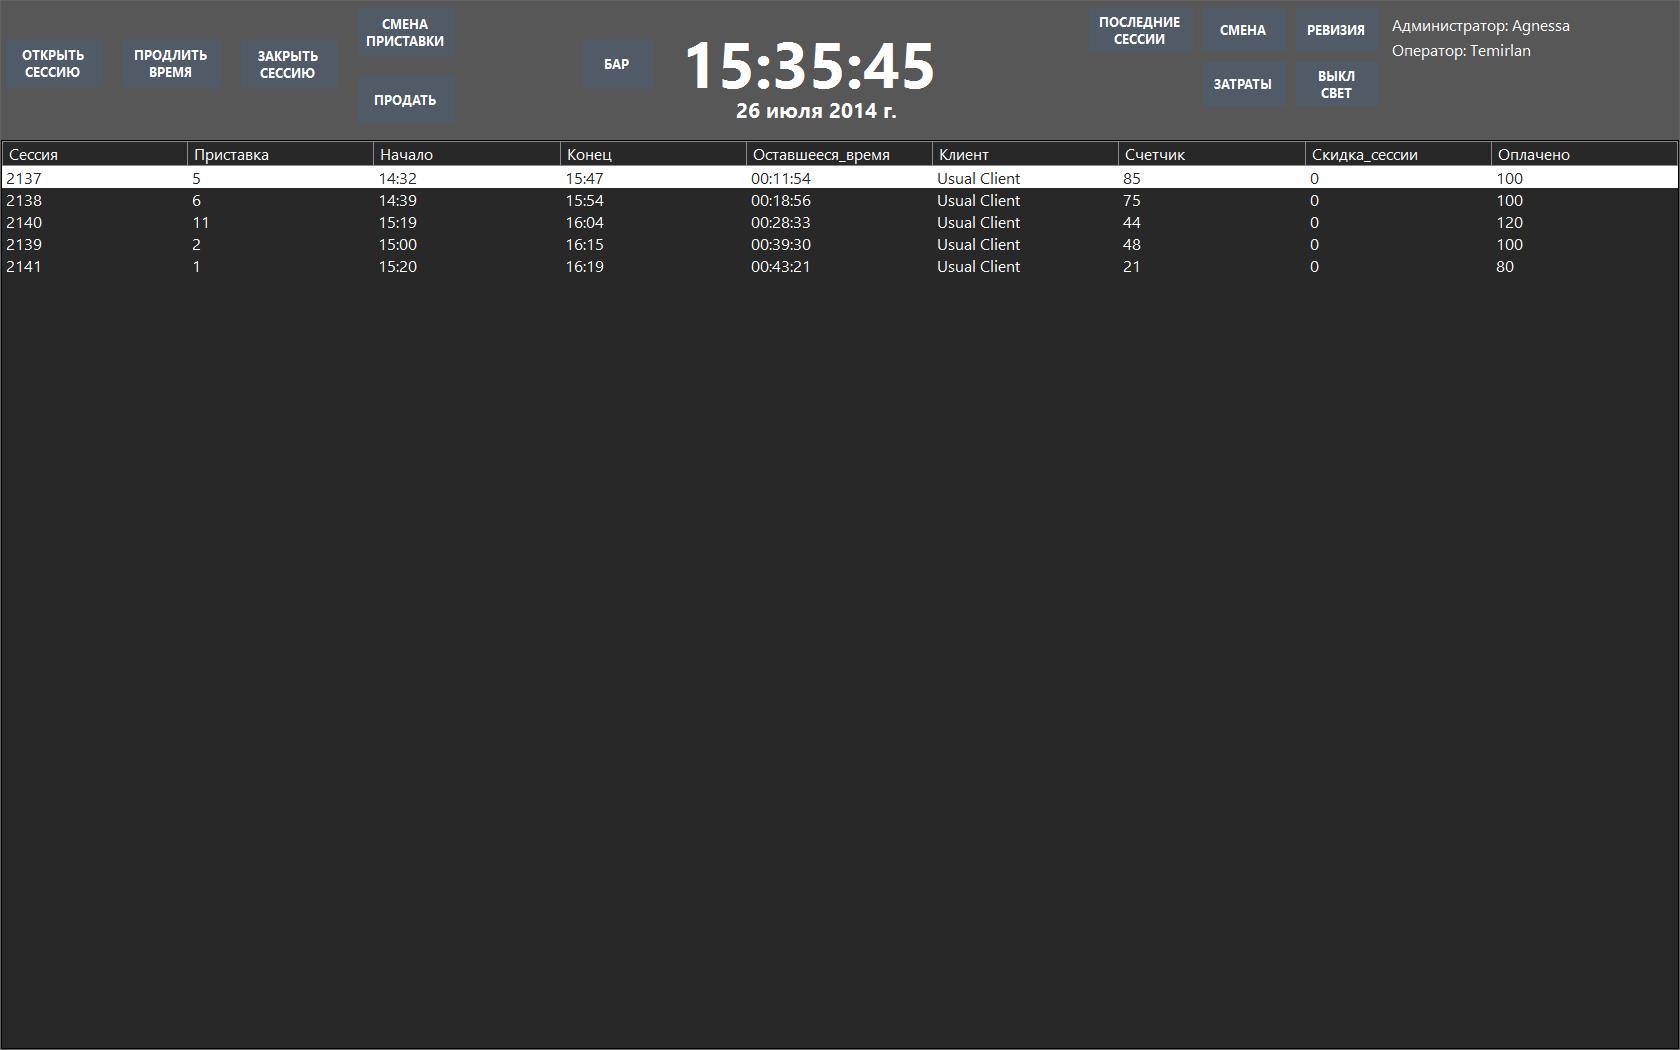 ОТКРЫТЬ
СЕССИЮ
ПРОДЛИТЬ
ВРЕМЯ
ЗАКРЫТЬ
СЕССИЮ
СМЕНА
ПРИСТАВКИ
ПРОДАТЬ
БАР
15:35:45
26 июля 2014 г.
ПОСЛЕДНИЕ
СЕССИИ
СМЕНА
РЕВИЗИЯ
ЗАТРАТЫ
ВЫКЛ
СВЕТ
Администратор: Agnessa
Оператор: Temirlan
Сессия Приставка Начало Конец Оставшееся_время Клиент Счетчик Скидка_сессии Оплачено
2137 5 14:32 15:47 00:11:54 Usual Client 85 0 100
2138 6 14:39 15:54 00:18:56 Usual Client 75 0 100
2140 11 15:19 16:04 00:28:33 Usual Client 44 0 120
2139 2 15:00 16:15 00:39:30 Usual Client 48 0 100
2141 1 15:20 16:19 00:43:21 Usual Client 21 0 80